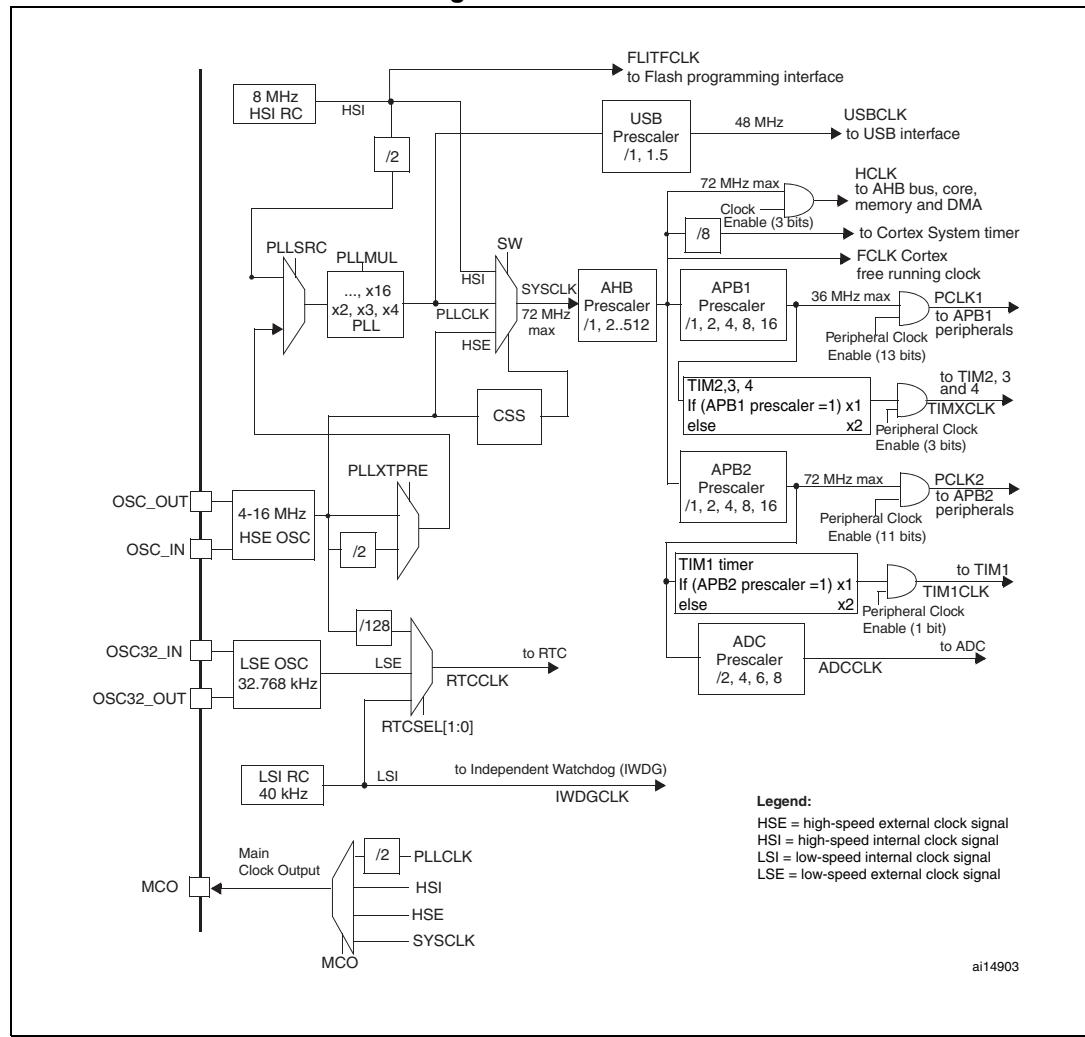 FLITFCLK
to Flash programming interface
8 MHz
HSI RC
HSI
/2
USB
Prescaler
/1, 1.5
48 MHz
USBCLK
to USB interface
72 MHz max
Clock
Enable (3 bits)
HCLK
to AHB bus, core,
memory and DMA
/8
to Cortex System timer
FCLK Cortex
free running clock
PLLSRC
PLLMUL
..., x16
x2, x3, x4
PLL
SW
HSI
PLLCLK
HSE
SYSCLK
72 MHz
max
AHB
Prescaler
/1, 2..512
APB1
Prescaler
/1, 2, 4, 8, 16
36 MHz max
PCLK1
to APB1
peripherals
Peripheral Clock
Enable (13 bits)
TIM2,3, 4
If (APB1 prescaler =1) x1
else x2
to TIM2, 3
and 4
TIMXCLK
Peripheral Clock
Enable (3 bits)
CSS
APB2
Prescaler
/1, 2, 4, 8, 16
72 MHz max
PCLK2
to APB2
peripherals
Peripheral Clock
Enable (11 bits)
PLLXTPRE
OSC_OUT
OSC_IN
4-16 MHz
HSE OSC
/2
TIM1 timer
If (APB2 prescaler =1) x1
else x2
to TIM1
TIM1CLK
Peripheral Clock
Enable (1 bit)
ADC
Prescaler
/2, 4, 6, 8
to ADC
ADCCLK
/128
OSC32_IN
OSC32_OUT
LSE OSC
32.768 kHz
LSE
to RTC
RTCCLK
RTCSEL[1:0]
LSI RC
40 kHz
LSI
to Independent Watchdog (IWDG)
IWDGCLK
Legend:
HSE = high-speed external clock signal
HSI = high-speed internal clock signal
LSI = low-speed internal clock signal
LSE = low-speed external clock signal
Main
Clock Output
MCO
/2
PLLCLK
HSI
HSE
SYSCLK
MCO
ai14903